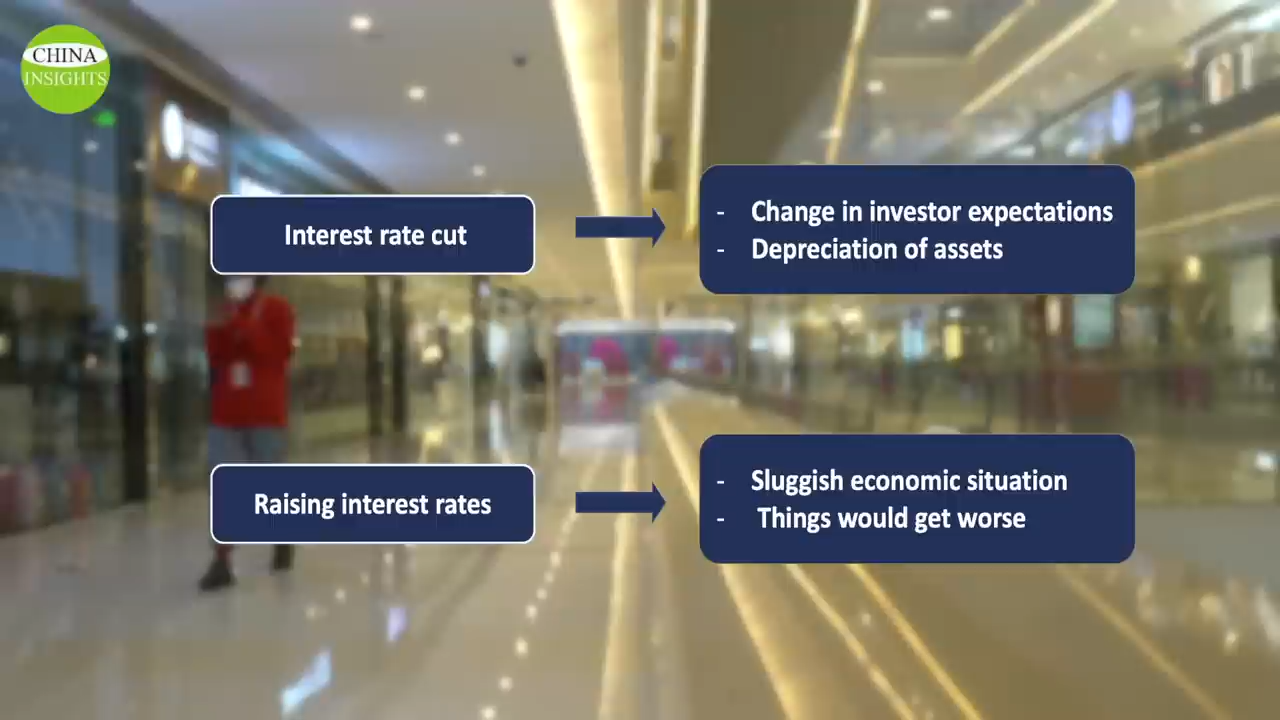 CHINA
INSIGHTS
Interest rate cut
- Change in investor expectations
- Depreciation of assets
Raising interest rates
- Sluggish economic situation
- Things would get worse